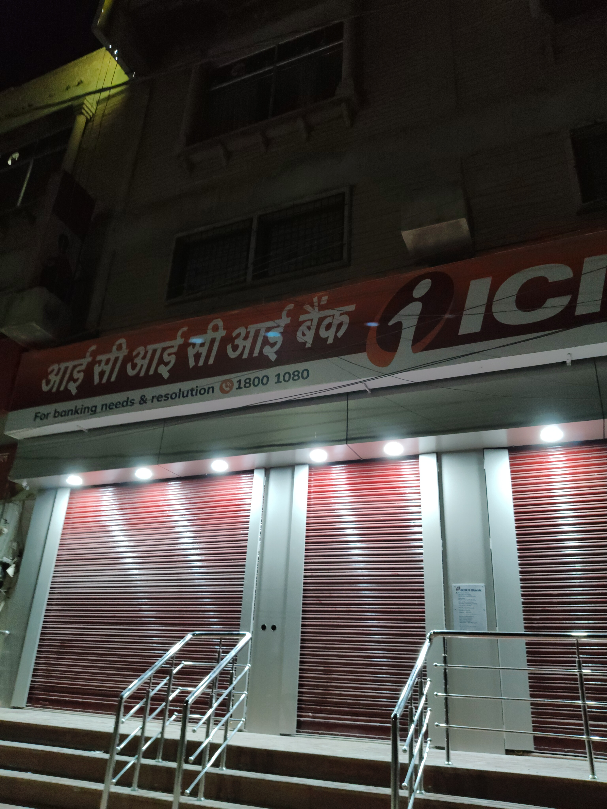 आई सी आई सी आई बैंक
i ICI
For banking needs & resolution 1800 1080